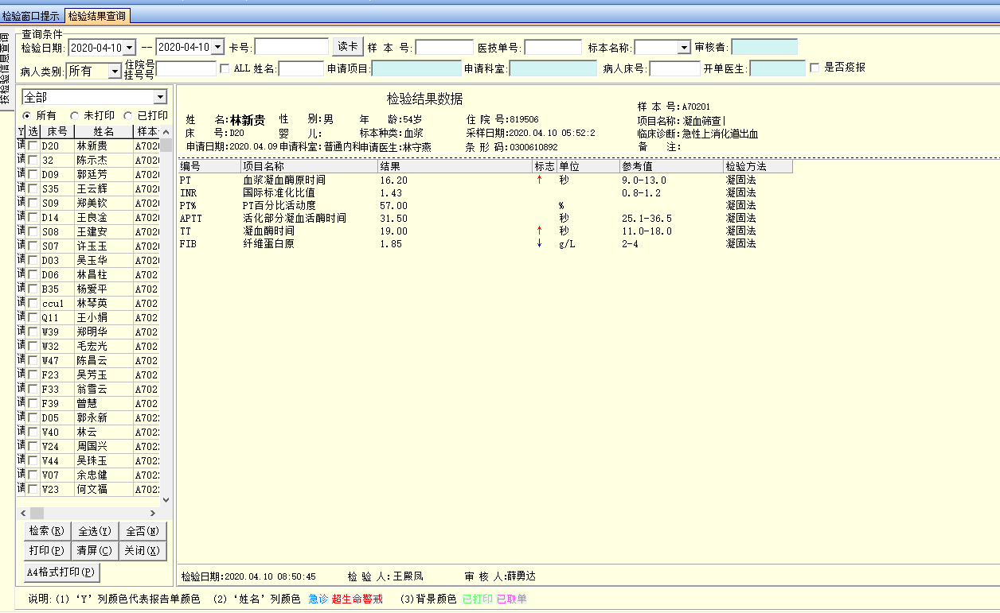 检验窗口提示 检验结果查询
按检验信息查询
查询条件
检验日期: 2020-04-10 -- 2020-04-10 卡号: 读卡 样 本 号: 医技单号: 标本名称: 审核者:
病人类别: 所有 住院号 挂号号 ALL 姓名: 申请项目: 申请科室: 病人床号: 开单医生: 是否疫报
全部
所有 未打印 已打印
Y 选 床号 姓名 样本
请 D20 林新贵 A702
请 32 陈示杰 A702
请 D09 郭廷芳 A702
请 S35 王云辉 A702
请 S09 郑美钦 A702
请 D14 王良淦 A702
请 S08 王建安 A702
请 S07 许玉玉 A702
请 D03 吴玉华 A702
请 D06 林昌柱 A702
请 B35 杨爱平 A702
请 ccu1 林琴英 A702
请 Q11 王小娟 A702
请 W39 郑明华 A702
请 W32 毛宏光 A702
请 W47 陈昌云 A702
请 F23 吴芳玉 A702
请 F33 翁雪云 A702
请 F39 曾慧 A702
请 D05 郭永新 A702
请 V40 林云 A702
请 V24 周国兴 A702
请 V44 吴珠玉 A702
请 V07 余忠健 A702
请 V23 何文福 A702
检索(R) 全选(Y) 全否(N)
打印(P) 清屏(C) 关闭(X)
A4格式打印(P)
检验结果数据
样 本 号:A70201
姓 名:林新贵 性 别:男 年 龄:54岁 住 院 号:819506
项目名称:凝血筛查|
床 号:D20 婴 儿: 标本种类:血浆 采样日期:2020.04.10 05:52:2
临床诊断:急性上消化道出血
申请日期:2020.04.09 申请科室:普通内科 申请医生:林守燕 条 形 码:0300610892
备 注:
编号 项目名称 结果 标志 单位 参考值 检验方法
PT 血浆凝血酶原时间 16.20 ↑ 秒 9.0-13.0 凝固法
INR 国际标准化比值 1.43 0.8-1.2 凝固法
PT% PT百分比活动度 57.00 % 凝固法
APTT 活化部分凝血活酶时间 31.50 秒 25.1-36.5 凝固法
TT 凝血酶时间 19.00 ↑ 秒 11.0-18.0 凝固法
FIB 纤维蛋白原 1.85 ↓ g/L 2-4 凝固法
检验日期:2020.04.10 08:50:45 检 验 人:王殿凤 审 核 人:薛勇达
说明:(1) ‘Y’列颜色代表报告单颜色 (2) ‘姓名’列颜色 急诊 超生命警戒 (3)背景颜色 已打印 已取单